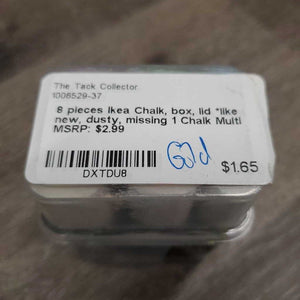 The Tack Collector
1006529-37
8 pieces Ikea Chalk, box, lid *like
new, dusty, missing 1 Chalk Multi
MSRP: $2.99
Gold
$1.65
DXTDU8